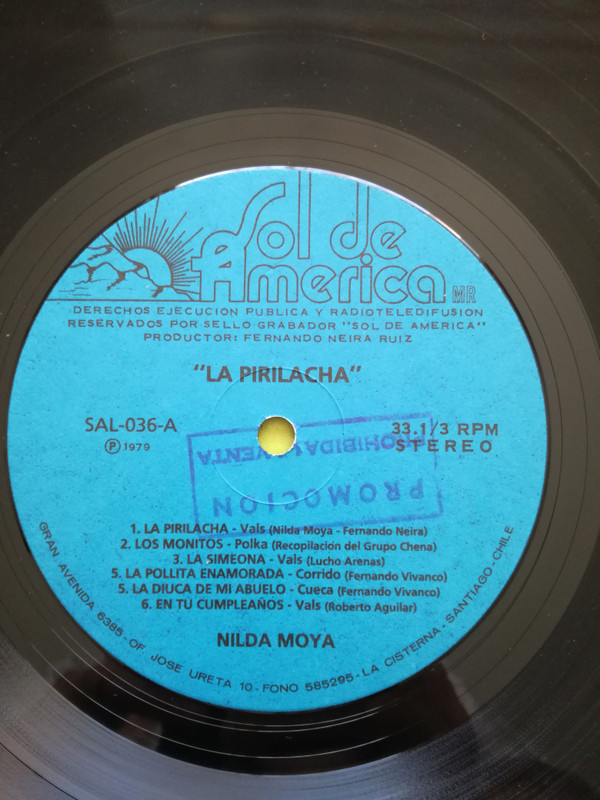 Sol de
America MR
DERECHOS EJECUCION PUBLICA Y RADIOTELEDIFUSION
RESERVADOS POR SELLO GRABADOR "SOL DE AMERICA"
PRODUCTOR: FERNANDO NEIRA RUIZ
"LA PIRILACHA"
SAL-036-A
Ⓟ 1979
33.1/3 RPM
STEREO
PROMOCION
PROHIBIDA VENTA
1. LA PIRILACHA - Vals (Nilda Moya - Fernando Neira)
2. LOS MONITOS - Polka (Recopilación del Grupo Chena)
3. LA SIMEONA - Vals (Lucho Arenas)
5. LA POLLITA ENAMORADA - Corrido (Fernando Vivanco)
5. LA DIUCA DE MI ABUELO - Cueca (Fernando Vivanco)
6. EN TU CUMPLEAÑOS - Vals (Roberto Aguilar)
NILDA MOYA
GRAN AVENIDA 6385 - OF. JOSE URETA 10 - FONO 585295 - LA CISTERNA - SANTIAGO - CHILE